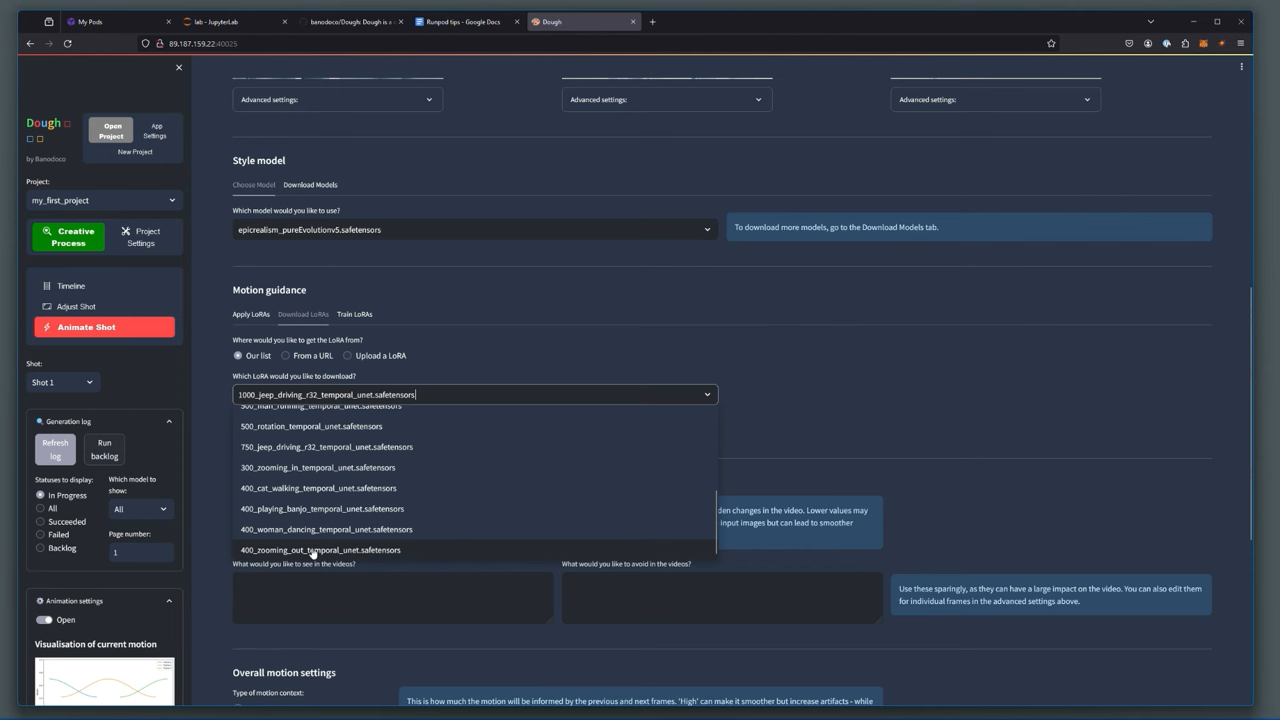 My Pods
lab - JupyterLab
banodoco/Dough: Dough is a c
Runpod tips - Google Docs
Dough
89.187.159.22:40025
Dough
by Banodoco
Open Project
App Settings
New Project
Project:
my_first_project
Creative Process
Project Settings
Timeline
Adjust Shot
Animate Shot
Shot:
Shot 1
Generation log
Refresh log
Run backlog
Statuses to display:
In Progress
All
Succeeded
Failed
Backlog
Which model to show:
All
Page number:
1
Animation settings
Open
Visualisation of current motion
Advanced settings:
Advanced settings:
Advanced settings:
Style model
Choose Model
Download Models
Which model would you like to use?
epicrealism_pureEvolutionv5.safetensors
To download more models, go to the Download Models tab.
Motion guidance
Apply LoRAs
Download LoRAs
Train LoRAs
Where would you like to get the LoRA from?
Our list
From a URL
Upload a LoRA
Which LoRA would you like to download?
1000_jeep_driving_r32_temporal_unet.safetensors
500_man_running_temporal_unet.safetensors
500_rotation_temporal_unet.safetensors
750_jeep_driving_r32_temporal_unet.safetensors
300_zooming_in_temporal_unet.safetensors
400_cat_walking_temporal_unet.safetensors
400_playing_banjo_temporal_unet.safetensors
400_woman_dancing_temporal_unet.safetensors
400_zooming_out_temporal_unet.safetensors
den changes in the video. Lower values may
input images but can lead to smoother
What would you like to see in the videos?
What would you like to avoid in the videos?
Use these sparingly, as they can have a large impact on the video. You can also edit them
for individual frames in the advanced settings above.
Overall motion settings
Type of motion context:
This is how much the motion will be informed by the previous and next frames. 'High' can make it smoother but increase artifacts - while